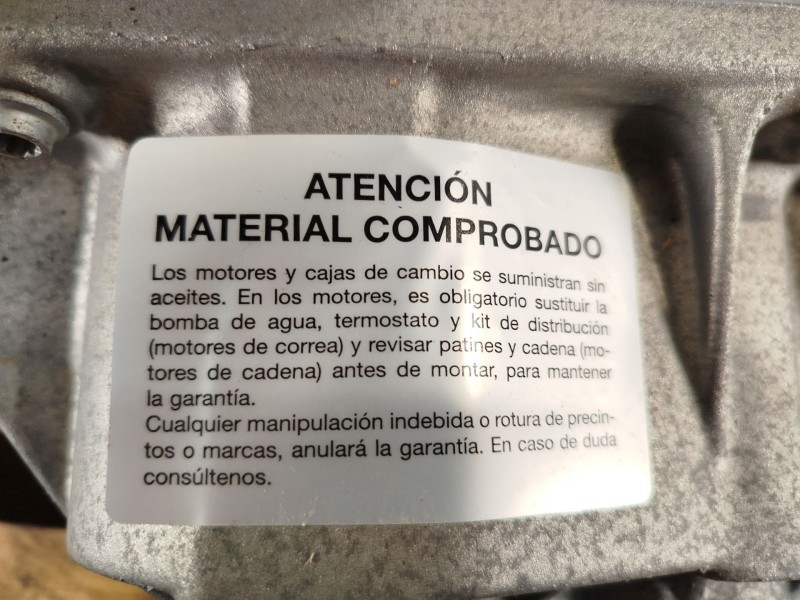 ATENCIÓN
MATERIAL COMPROBADO
Los motores y cajas de cambio se suministran sin
aceites. En los motores, es obligatorio sustituir la
bomba de agua, termostato y kit de distribución
(motores de correa) y revisar patines y cadena (mo-
tores de cadena) antes de montar, para mantener
la garantía.
Cualquier manipulación indebida o rotura de precin-
tos o marcas, anulará la garantía. En caso de duda
consúltenos.